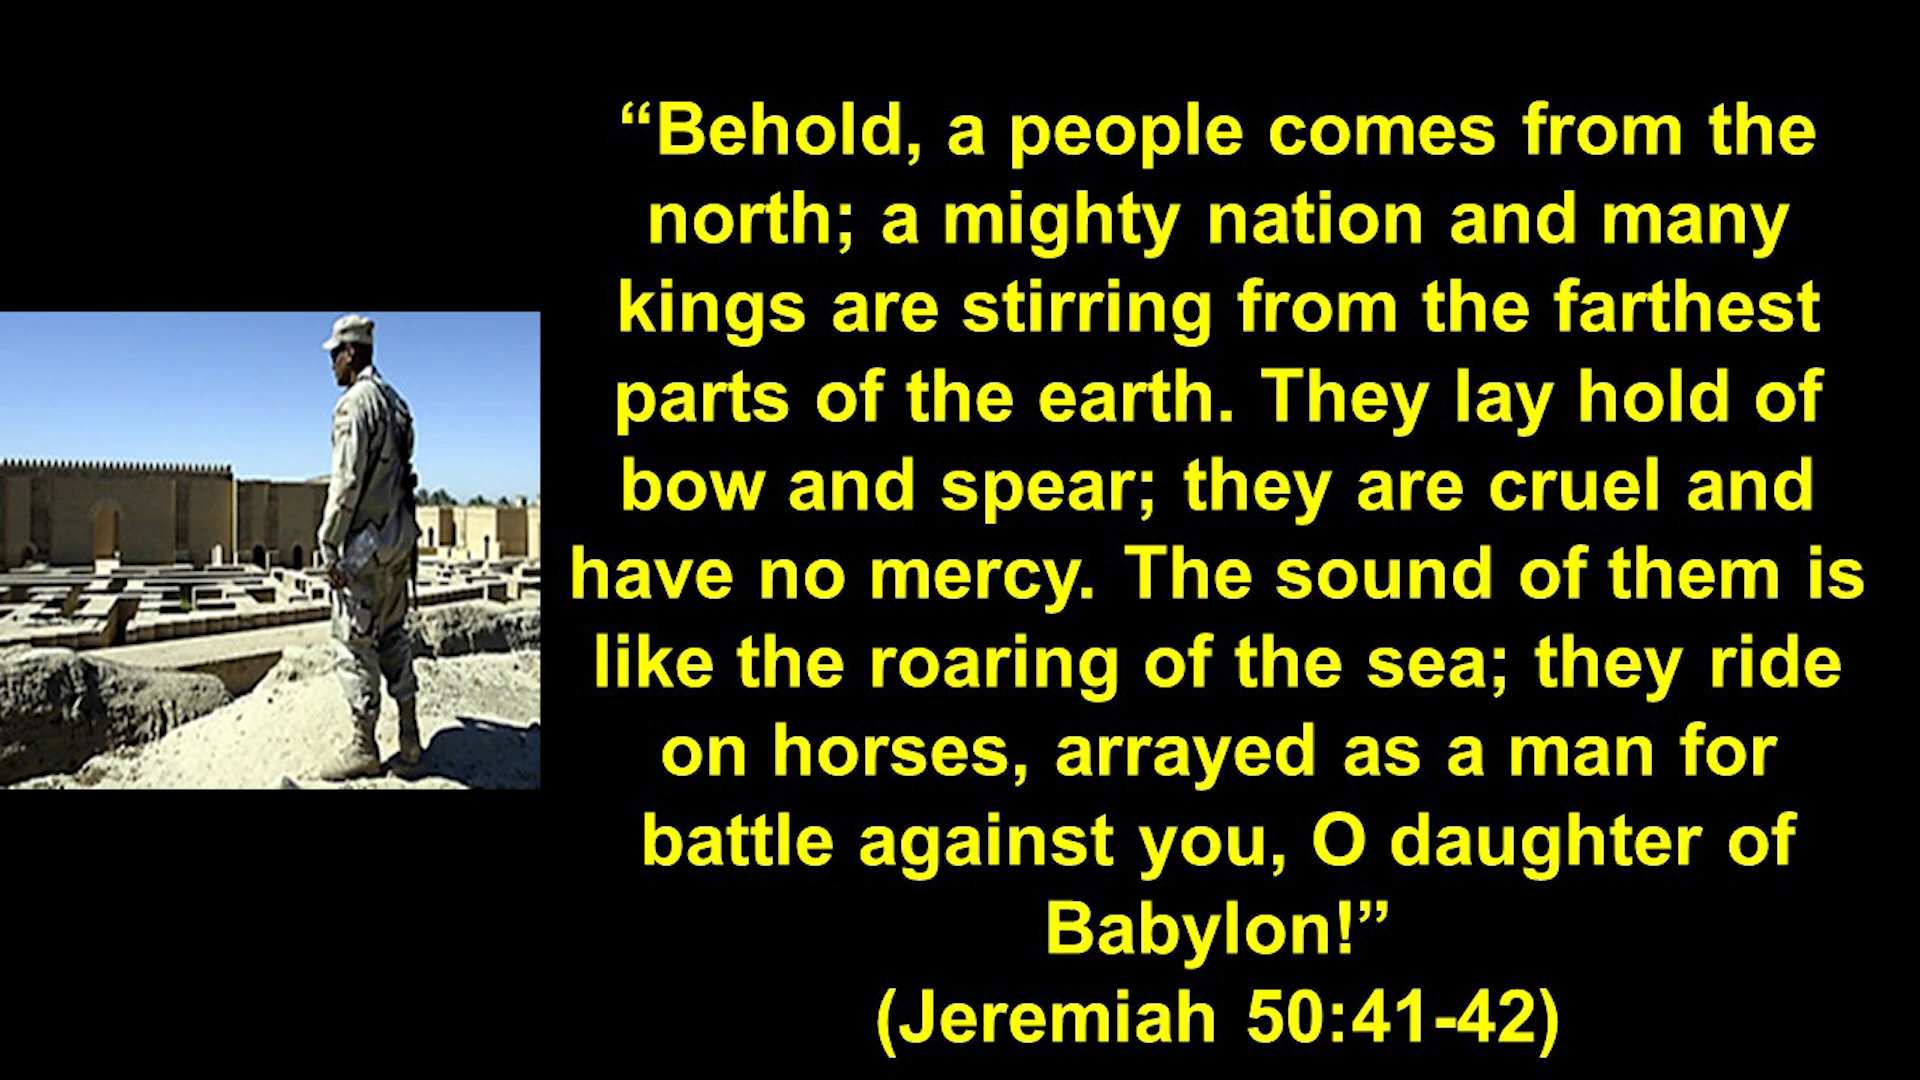 “Behold, a people comes from the
north; a mighty nation and many
kings are stirring from the farthest
parts of the earth. They lay hold of
bow and spear; they are cruel and
have no mercy. The sound of them is
like the roaring of the sea; they ride
on horses, arrayed as a man for
battle against you, O daughter of
Babylon!”
(Jeremiah 50:41-42)